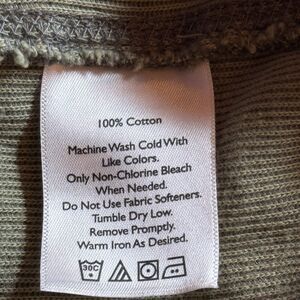 100% Cotton
Machine Wash Cold With
Like Colors.
Only Non-Chlorine Bleach
When Needed.
Do Not Use Fabric Softeners.
Tumble Dry Low.
Remove Promptly.
Warm Iron As Desired.
30C